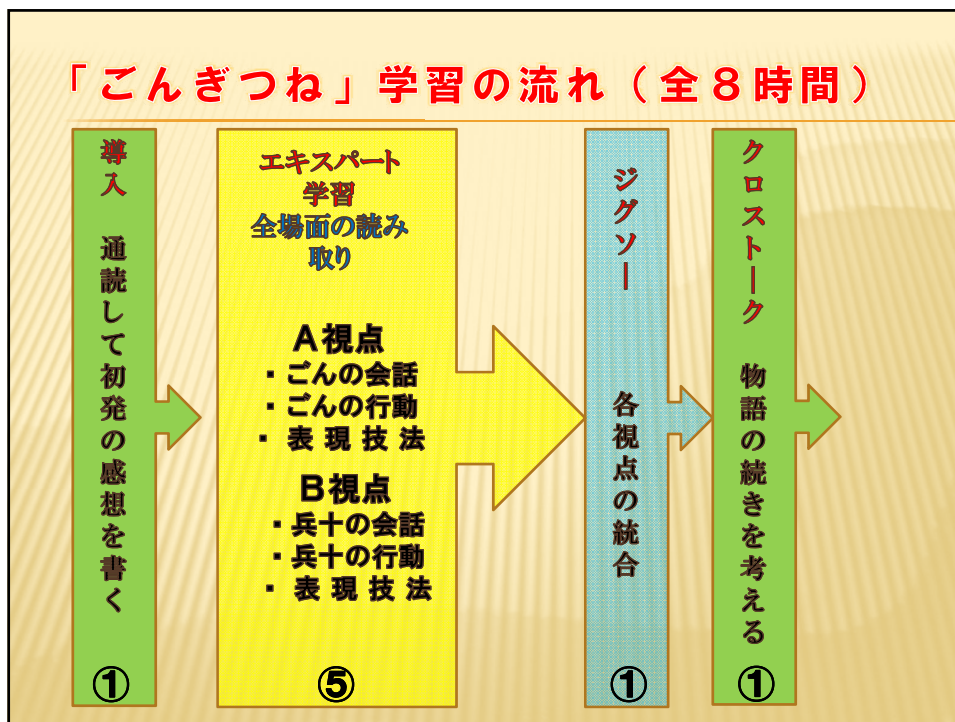 「ごんぎつね」学習の流れ（全８時間）
導入　通読して初発の感想を書く
①
エキスパート
学習
全場面の読み
取り
Ａ視点
・ごんの会話
・ごんの行動
・表現技法
Ｂ視点
・兵十の会話
・兵十の行動
・表現技法
⑤
ジグソー　各視点の統合
①
クロストーク　物語の続きを考える
①